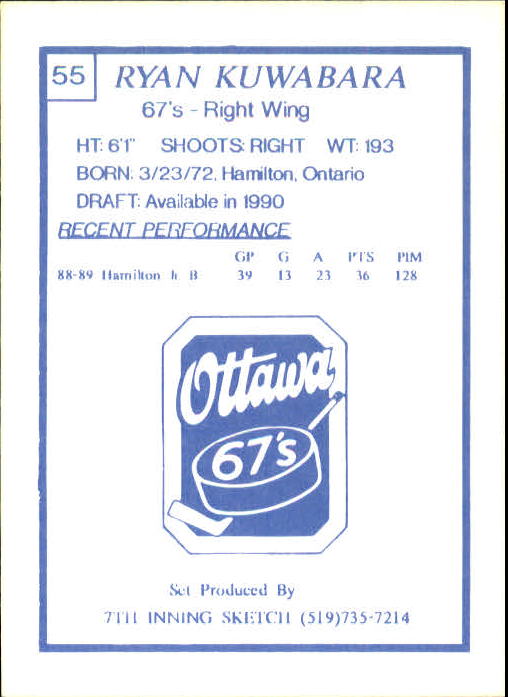 55 RYAN KUWABARA
67's - Right Wing
HT: 6'1" SHOOTS: RIGHT WT: 193
BORN: 3/23/72, Hamilton, Ontario
DRAFT: Available in 1990
RECENT PERFORMANCE
GP G A PTS PIM
88-89 Hamilton Jr. B 39 13 23 36 128
Ottawa
67's
Set Produced By
7TH INNING SKETCH (519)735-7214